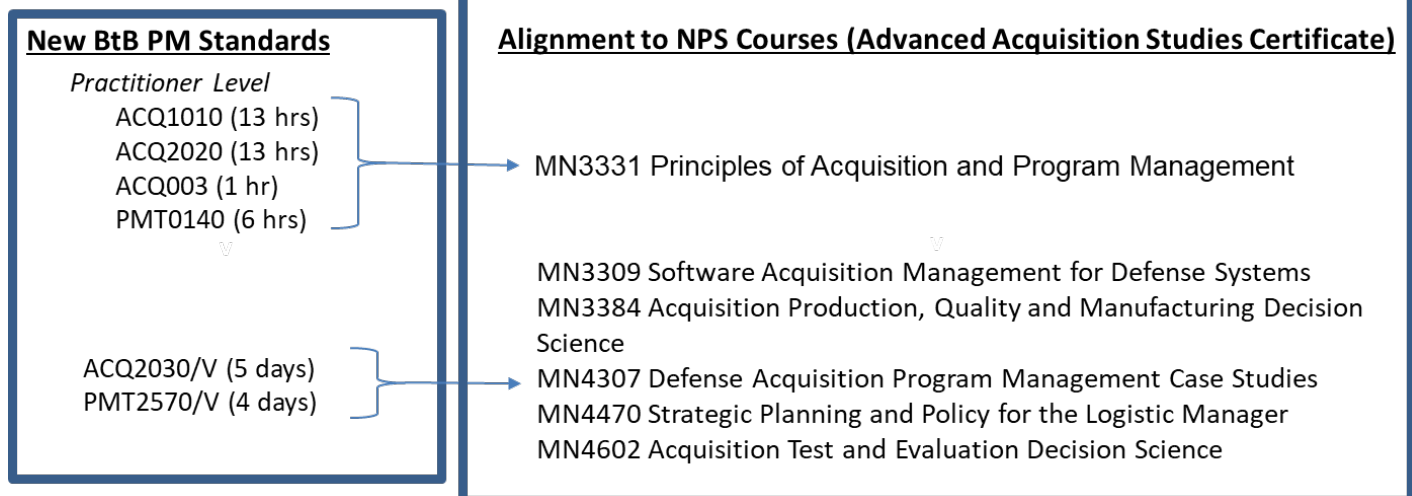 New BtB PM Standards
Practitioner Level
ACQ1010 (13 hrs)
ACQ2020 (13 hrs)
ACQ003 (1 hr)
PMT0140 (6 hrs)
v
ACQ2030/V (5 days)
PMT2570/V (4 days)
Alignment to NPS Courses (Advanced Acquisition Studies Certificate)
MN3331 Principles of Acquisition and Program Management
v
MN3309 Software Acquisition Management for Defense Systems
MN3384 Acquisition Production, Quality and Manufacturing Decision
Science
MN4307 Defense Acquisition Program Management Case Studies
MN4470 Strategic Planning and Policy for the Logistic Manager
MN4602 Acquisition Test and Evaluation Decision Science